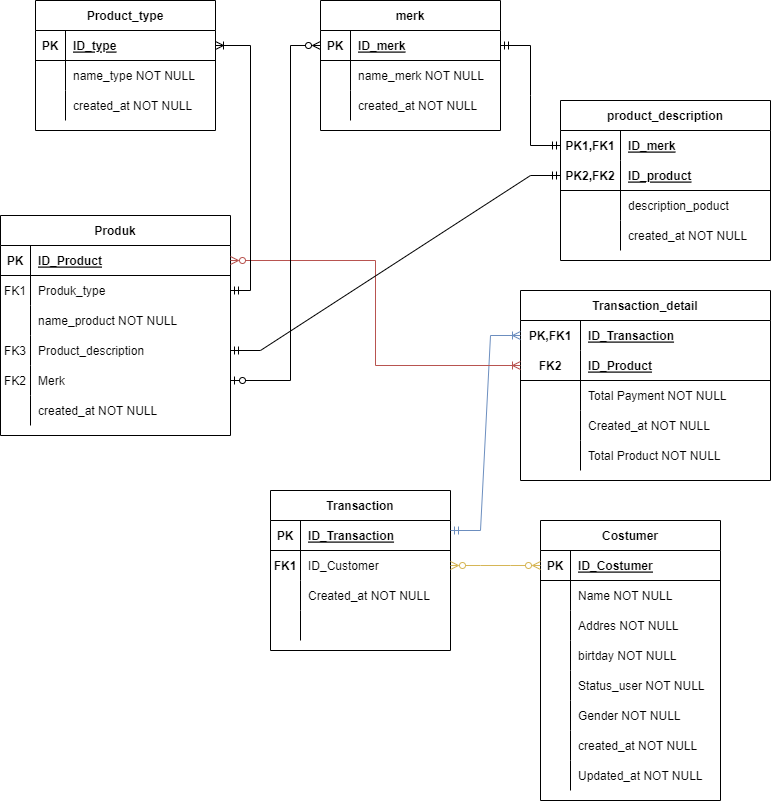 Product_type
PK ID_type
name_type NOT NULL
created_at NOT NULL
merk
PK ID_merk
name_merk NOT NULL
created_at NOT NULL
product_description
PK1,FK1 ID_merk
PK2,FK2 ID_product
description_poduct
created_at NOT NULL
Produk
PK ID_Product
FK1 Produk_type
name_product NOT NULL
FK3 Product_description
FK2 Merk
created_at NOT NULL
Transaction_detail
PK,FK1 ID_Transaction
FK2 ID_Product
Total Payment NOT NULL
Created_at NOT NULL
Total Product NOT NULL
Transaction
PK ID_Transaction
FK1 ID_Customer
Created_at NOT NULL
Costumer
PK ID_Costumer
Name NOT NULL
Addres NOT NULL
birtday NOT NULL
Status_user NOT NULL
Gender NOT NULL
created_at NOT NULL
Updated_at NOT NULL